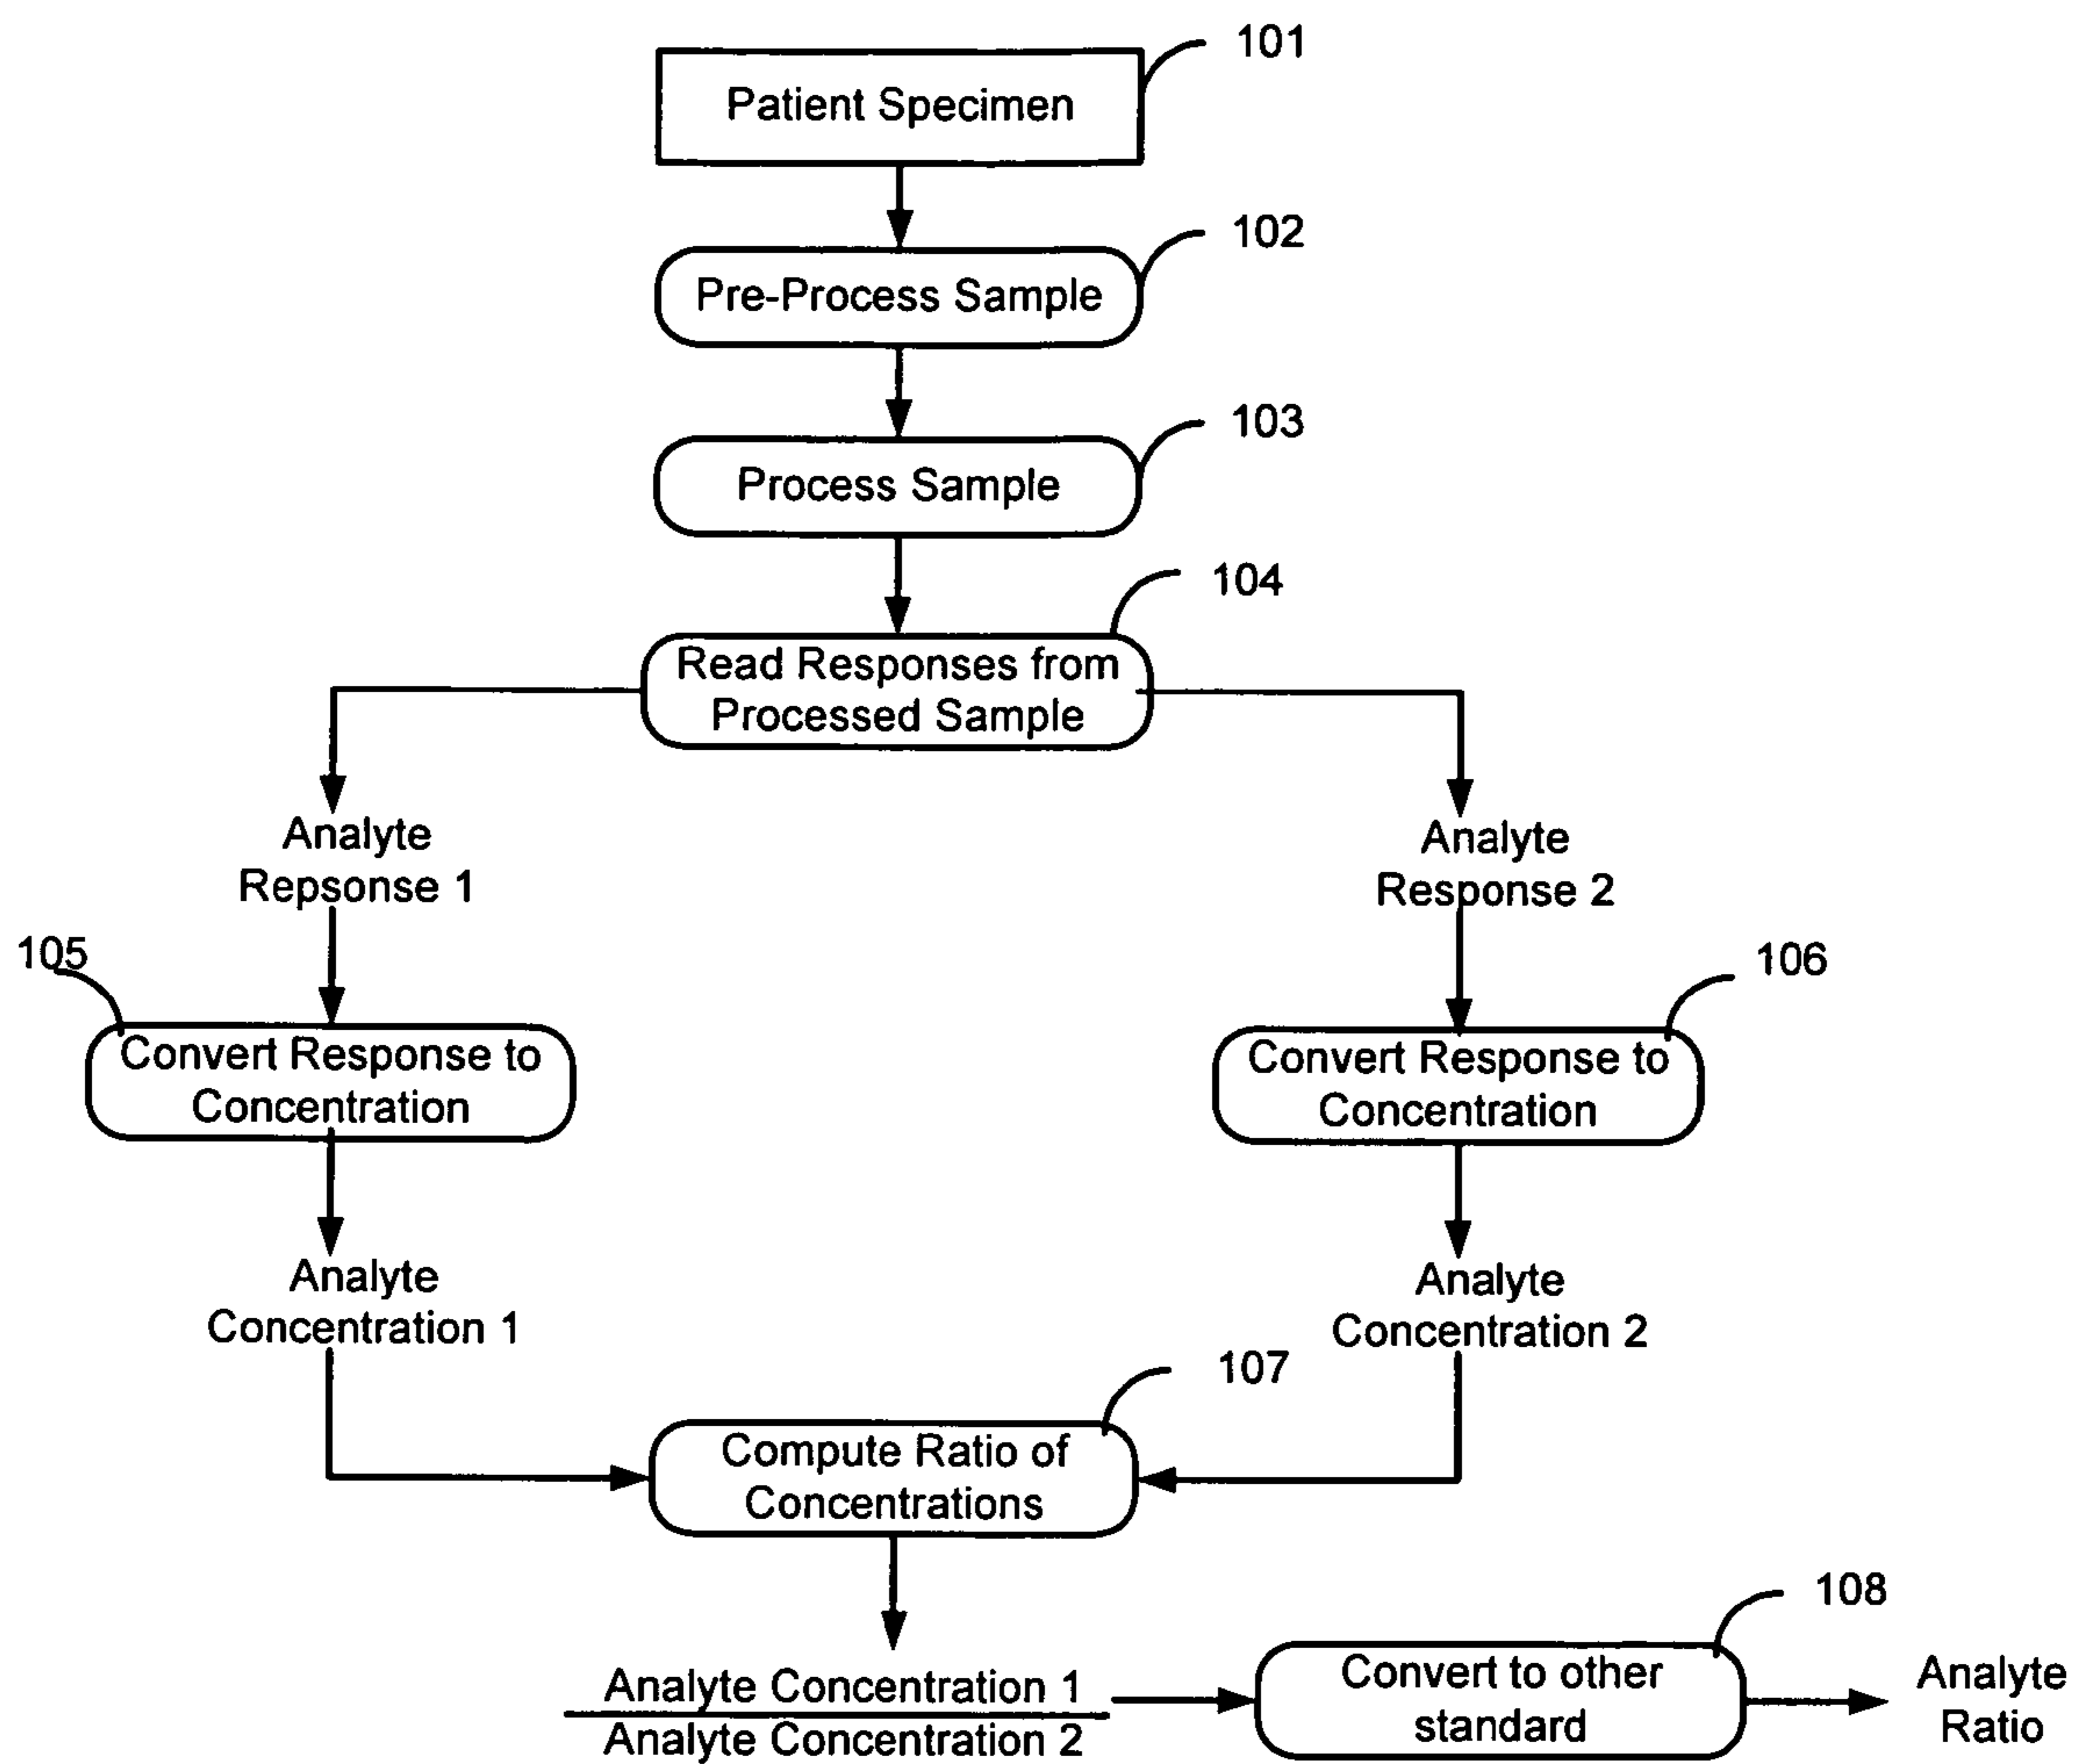 101
Patient Specimen
102
Pre-Process Sample
103
Process Sample
104
Read Responses from
Processed Sample
Analyte
Repsonse 1
Analyte
Response 2
105
106
Convert Response to
Concentration
Convert Response to
Concentration
Analyte
Concentration 1
Analyte
Concentration 2
107
Compute Ratio of
Concentrations
108
Analyte Concentration 1
Analyte Concentration 2
Convert to other
standard
Analyte
Ratio